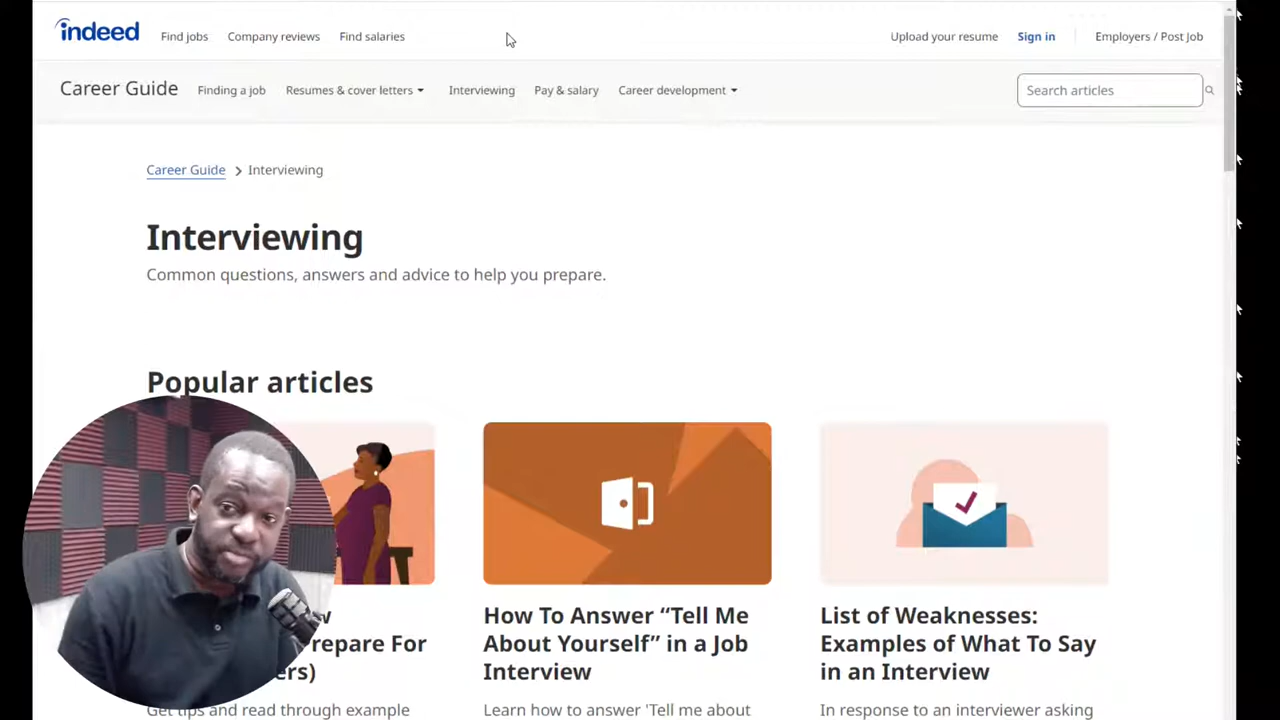 indeed
Find jobs
Company reviews
Find salaries
Upload your resume
Sign in
Employers / Post Job
Career Guide
Finding a job
Resumes & cover letters
Interviewing
Pay & salary
Career development
Search articles
Career Guide
Interviewing
Interviewing
Common questions, answers and advice to help you prepare.
Popular articles
repare For
ers)
Get tips and read through example
How To Answer “Tell Me
About Yourself” in a Job
Interview
Learn how to answer 'Tell me about
List of Weaknesses:
Examples of What To Say
in an Interview
In response to an interviewer asking